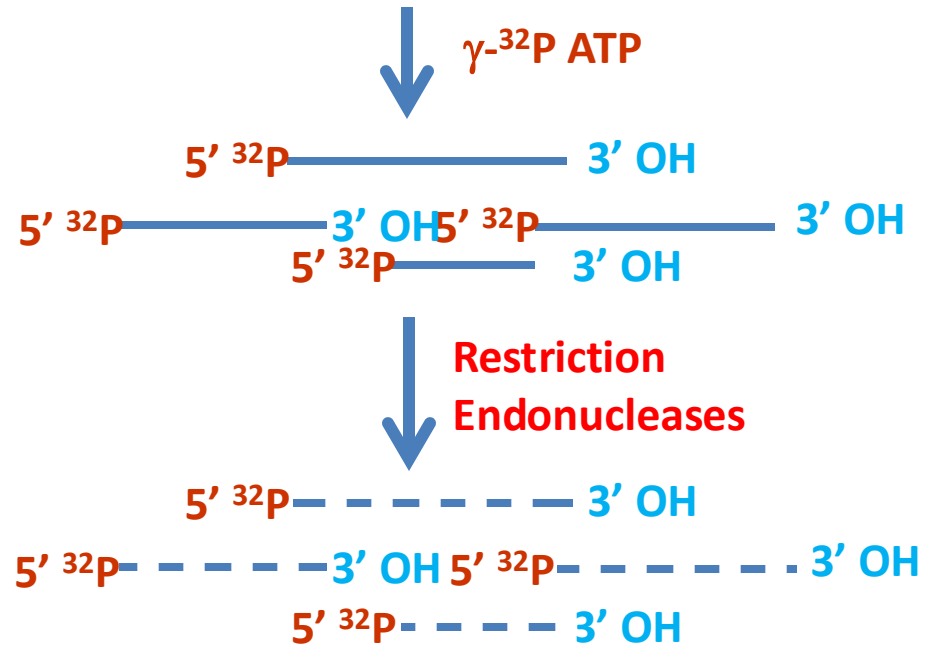 γ-³²P ATP
5’ ³²P 3’ OH
5’ ³²P 3’ OH 5’ ³²P 3’ OH
5’ ³²P 3’ OH
Restriction
Endonucleases
5’ ³²P 3’ OH
5’ ³²P 3’ OH 5’ ³²P 3’ OH
5’ ³²P 3’ OH